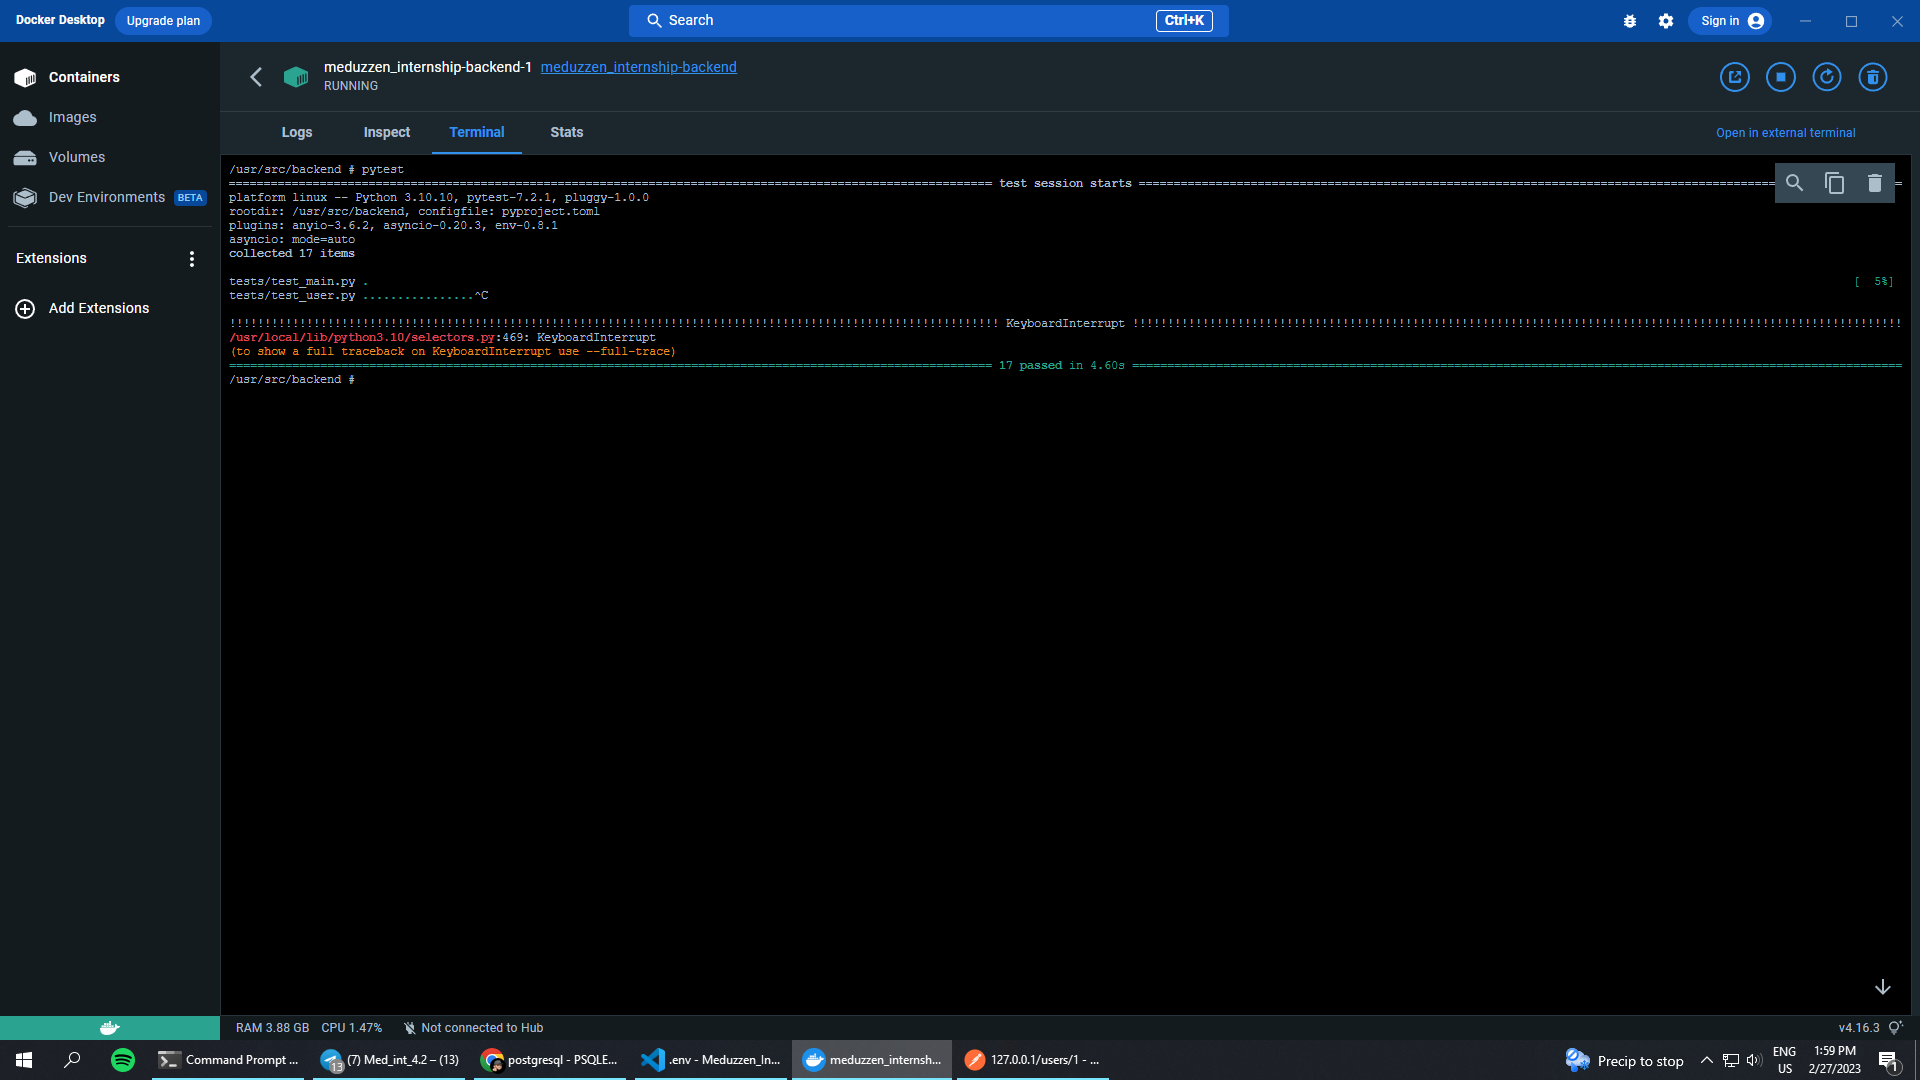 Docker Desktop
Upgrade plan
Search
Ctrl+K
Sign in
Containers
Images
Volumes
Dev Environments BETA
Extensions
Add Extensions
meduzzen_internship-backend-1 meduzzen_internship-backend
RUNNING
Logs Inspect Terminal Stats
Open in external terminal
/usr/src/backend # pytest
test session starts
platform linux -- Python 3.10.10, pytest-7.2.1, pluggy-1.0.0
rootdir: /usr/src/backend, configfile: pyproject.toml
plugins: anyio-3.6.2, asyncio-0.20.3, env-0.8.1
asyncio: mode=auto
collected 17 items
tests/test_main.py . [  5%]
tests/test_user.py ................^C
KeyboardInterrupt
/usr/local/lib/python3.10/selectors.py:469: KeyboardInterrupt
(to show a full traceback on KeyboardInterrupt use --full-trace)
17 passed in 4.60s
/usr/src/backend #
RAM 3.88 GB CPU 1.47% Not connected to Hub
v4.16.3
Command Prompt ...
13
(7) Med_int_4.2 – (13)
postgresql - PSQLE...
.env - Meduzzen_In...
meduzzen_internsh...
127.0.0.1/users/1 - ...
Precip to stop
ENG
US
1:59 PM
2/27/2023
1